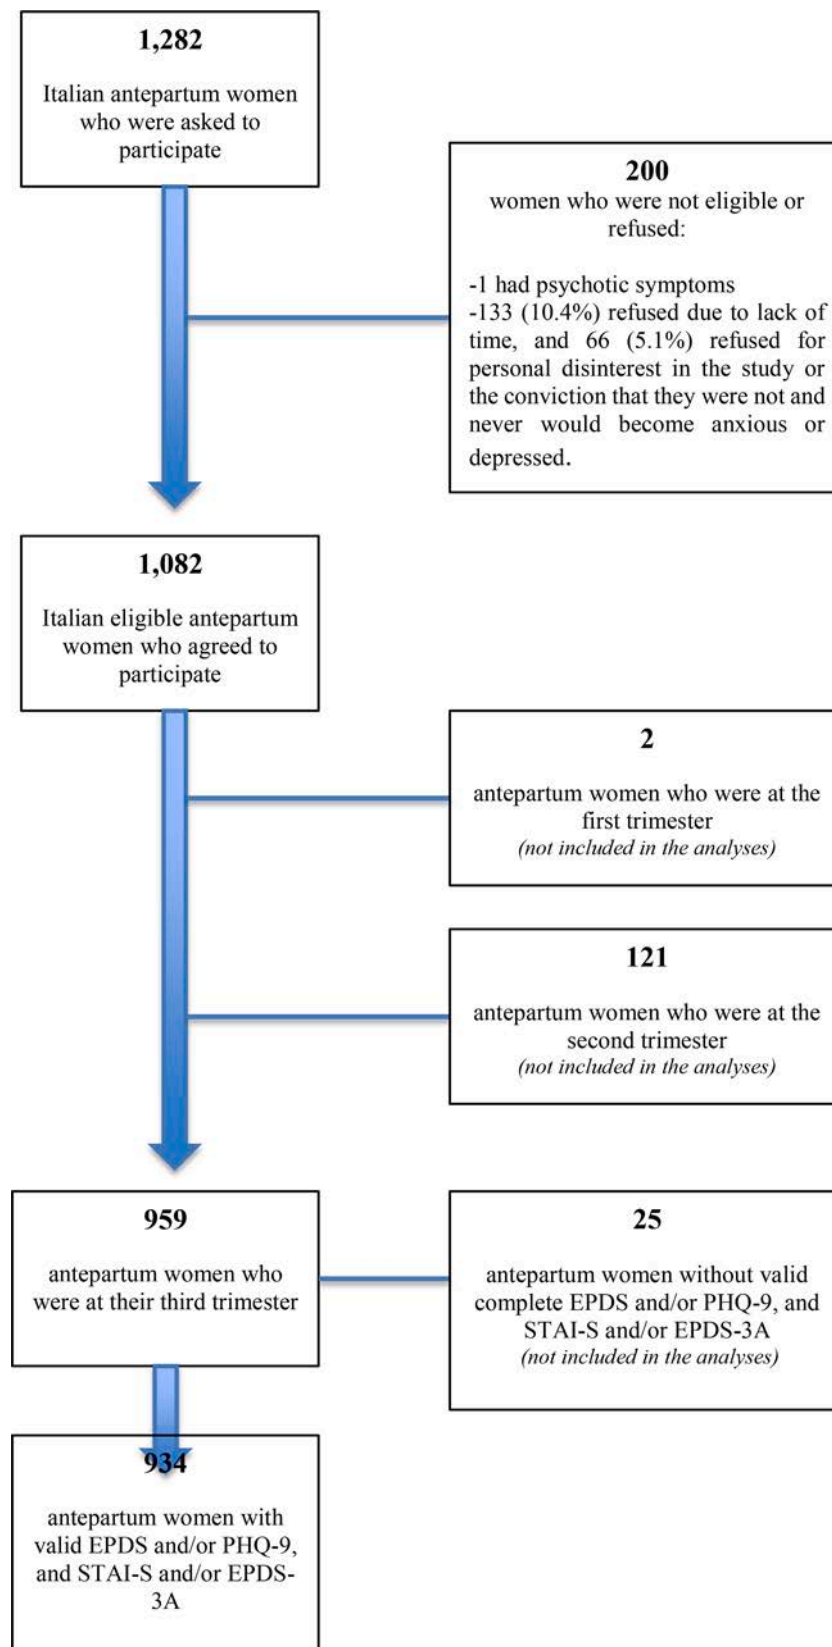 1,282
Italian antepartum women
who were asked to
participate
200
women who were not eligible or
refused:
-1 had psychotic symptoms
-133 (10.4%) refused due to lack of
time, and 66 (5.1%) refused for
personal disinterest in the study or
the conviction that they were not and
never would become anxious or
depressed.
1,082
Italian eligible antepartum
women who agreed to
participate
2
antepartum women who were at the
first trimester
(not included in the analyses)
121
antepartum women who were at the
second trimester
(not included in the analyses)
959
antepartum women who
were at their third trimester
25
antepartum women without valid
complete EPDS and/or PHQ-9, and
STAI-S and/or EPDS-3A
(not included in the analyses)
934
antepartum women with
valid EPDS and/or PHQ-9,
and STAI-S and/or EPDS-
3A